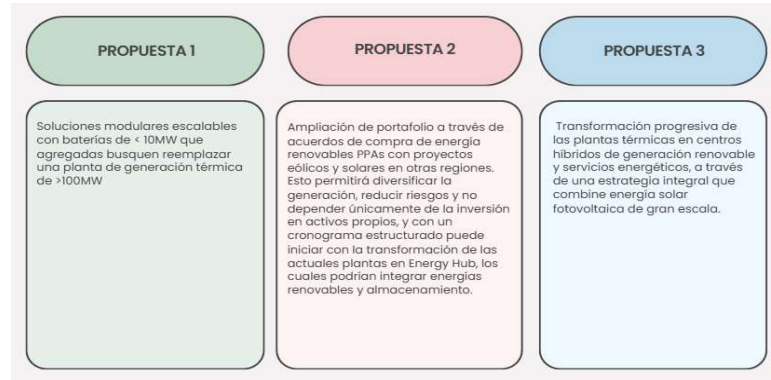 PROPUESTA 1
Soluciones modulares escalables
con baterías de < 10MW que
agregadas busquen reemplazar
una planta de generación térmica
de >100MW
PROPUESTA 2
Ampliación de portafolio a través de
acuerdos de compra de energía
renovables PPAs con proyectos
eólicos y solares en otras regiones.
Esto permitirá diversificar la
generación, reducir riesgos y no
depender únicamente de la inversión
en activos propios, y con un
cronograma estructurado puede
iniciar con la transformación de las
actuales plantas en Energy Hub, los
cuales podrían integrar energías
renovables y almacenamiento.
PROPUESTA 3
Transformación progresiva de
las plantas térmicas en centros
híbridos de generación renovable
y servicios energéticos, a través
de una estrategia integral que
combine energía solar
fotovoltaica de gran escala.